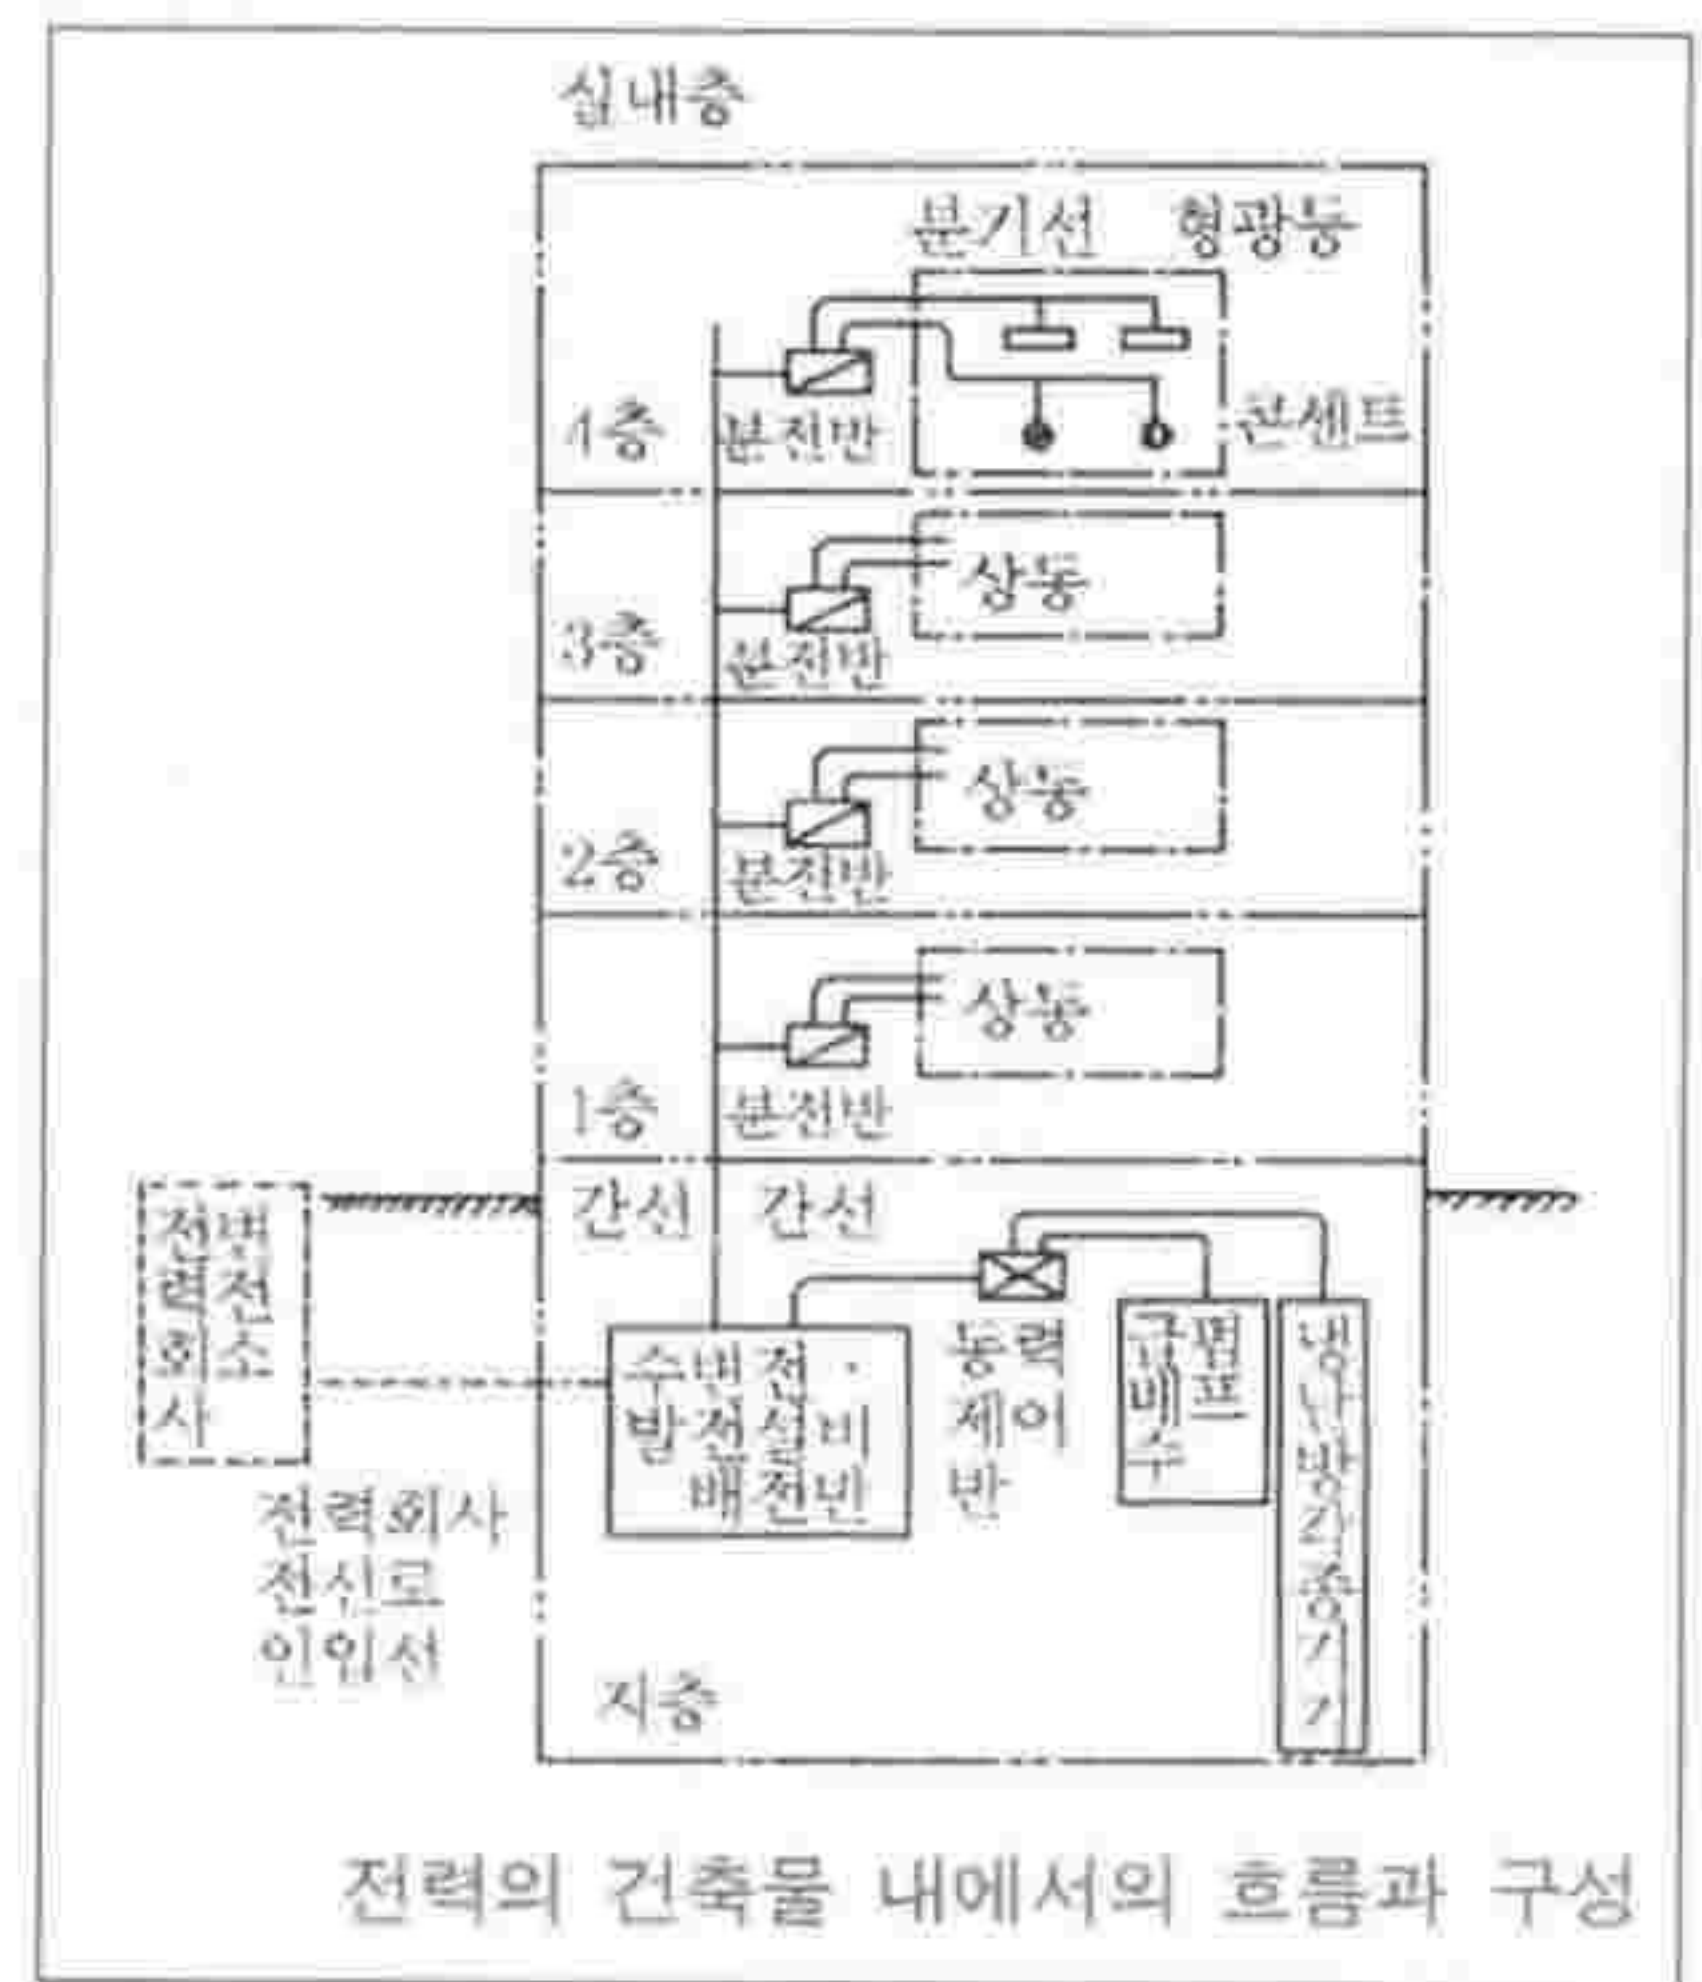 실내층
분기선 형광등
4층 분전반 콘센트
상동
3층 분전반
상동
2층 분전반
상동
1층 분전반
간선 간선
전력회사
변전소
수변전·
발전설비
배전반
동력
제어
반
급배수
펌프
냉난방
전력회사
전선로
인입선
지층
전력의 건축물 내에서의 흐름과 구성